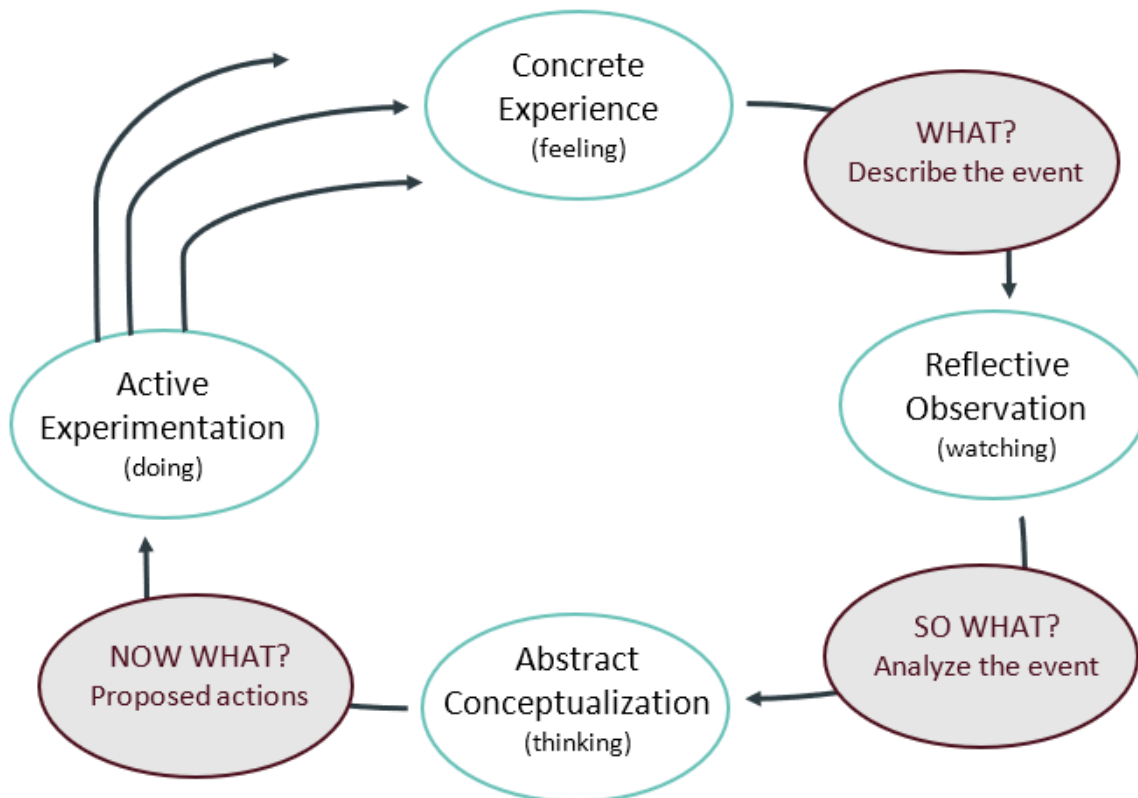 Concrete
Experience
(feeling)
WHAT?
Describe the event
Reflective
Observation
(watching)
SO WHAT?
Analyze the event
Abstract
Conceptualization
(thinking)
NOW WHAT?
Proposed actions
Active
Experimentation
(doing)